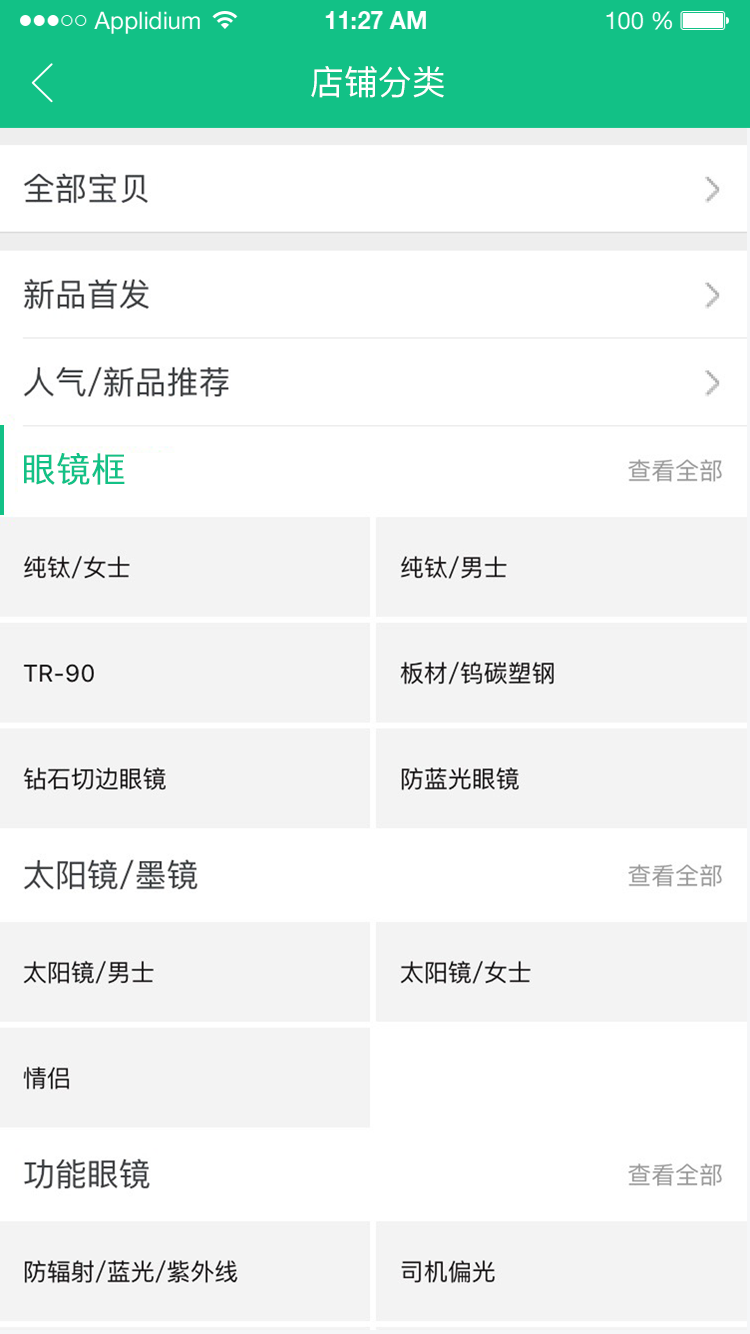 Applidium 11:27 AM 100 %
店铺分类
全部宝贝
新品首发
人气/新品推荐
眼镜框 查看全部
纯钛/女士 纯钛/男士
TR-90 板材/钨碳塑钢
钻石切边眼镜 防蓝光眼镜
太阳镜/墨镜 查看全部
太阳镜/男士 太阳镜/女士
情侣
功能眼镜 查看全部
防辐射/蓝光/紫外线 司机偏光